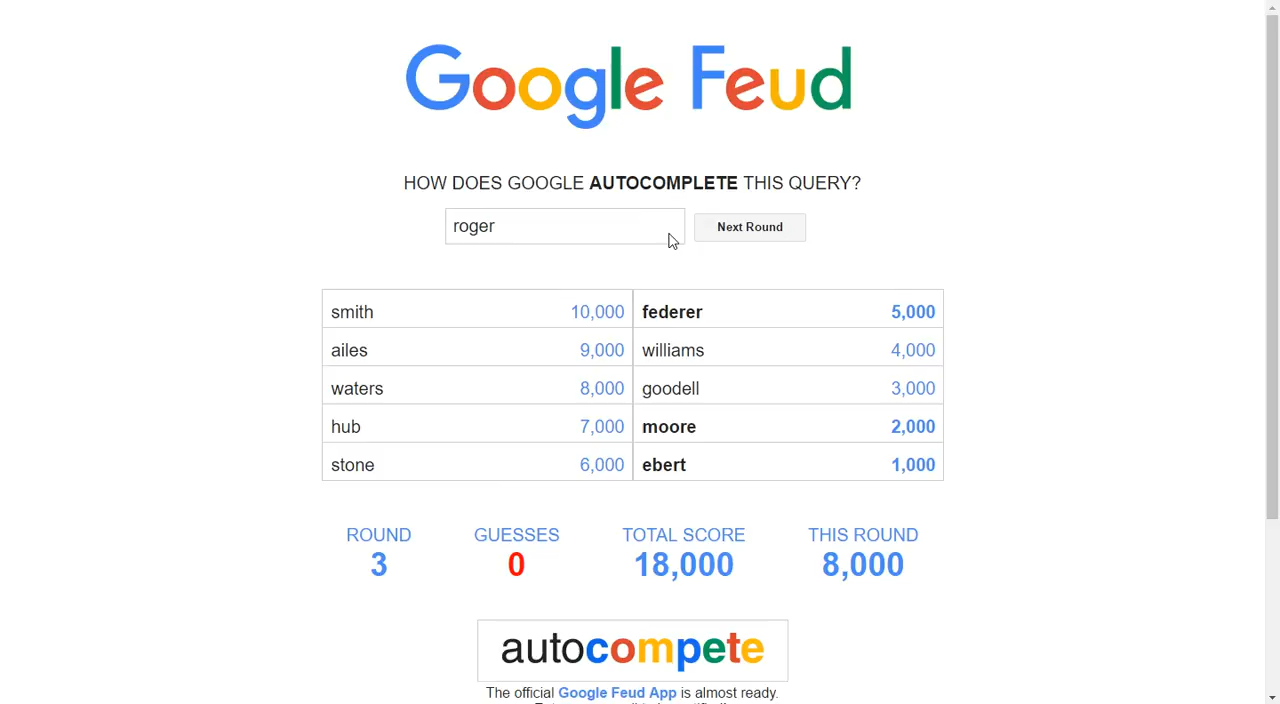 Google Feud
HOW DOES GOOGLE AUTOCOMPLETE THIS QUERY?
roger
Next Round
smith 10,000 federer 5,000
ailes 9,000 williams 4,000
waters 8,000 goodell 3,000
hub 7,000 moore 2,000
stone 6,000 ebert 1,000
ROUND GUESSES TOTAL SCORE THIS ROUND
3 0 18,000 8,000
autocompete
The official Google Feud App is almost ready.